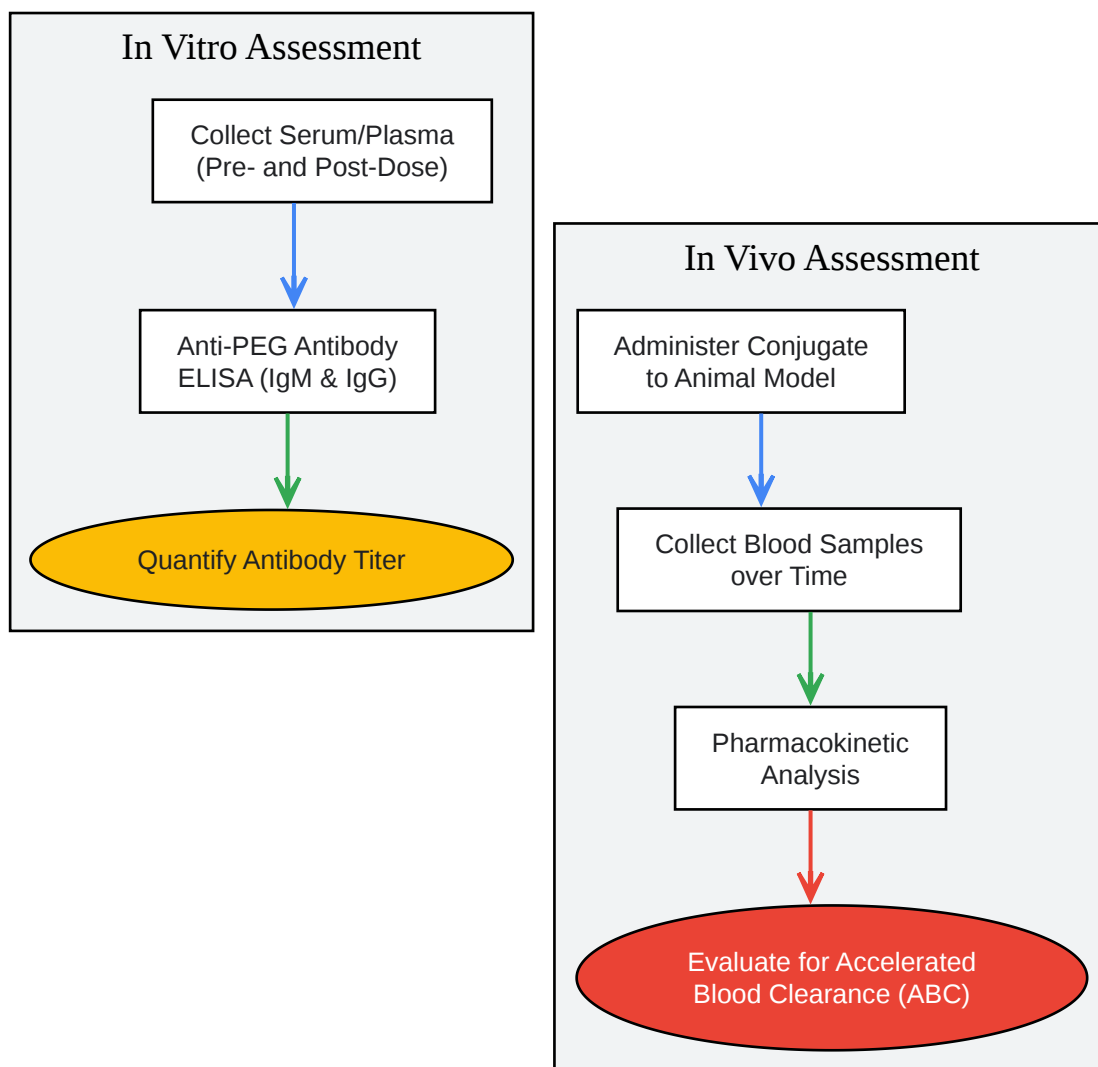 In Vitro Assessment
Collect Serum/Plasma
(Pre- and Post-Dose)
Anti-PEG Antibody
ELISA (IgM & IgG)
Quantify Antibody Titer
In Vivo Assessment
Administer Conjugate
to Animal Model
Collect Blood Samples
over Time
Pharmacokinetic
Analysis
Evaluate for Accelerated
Blood Clearance (ABC)